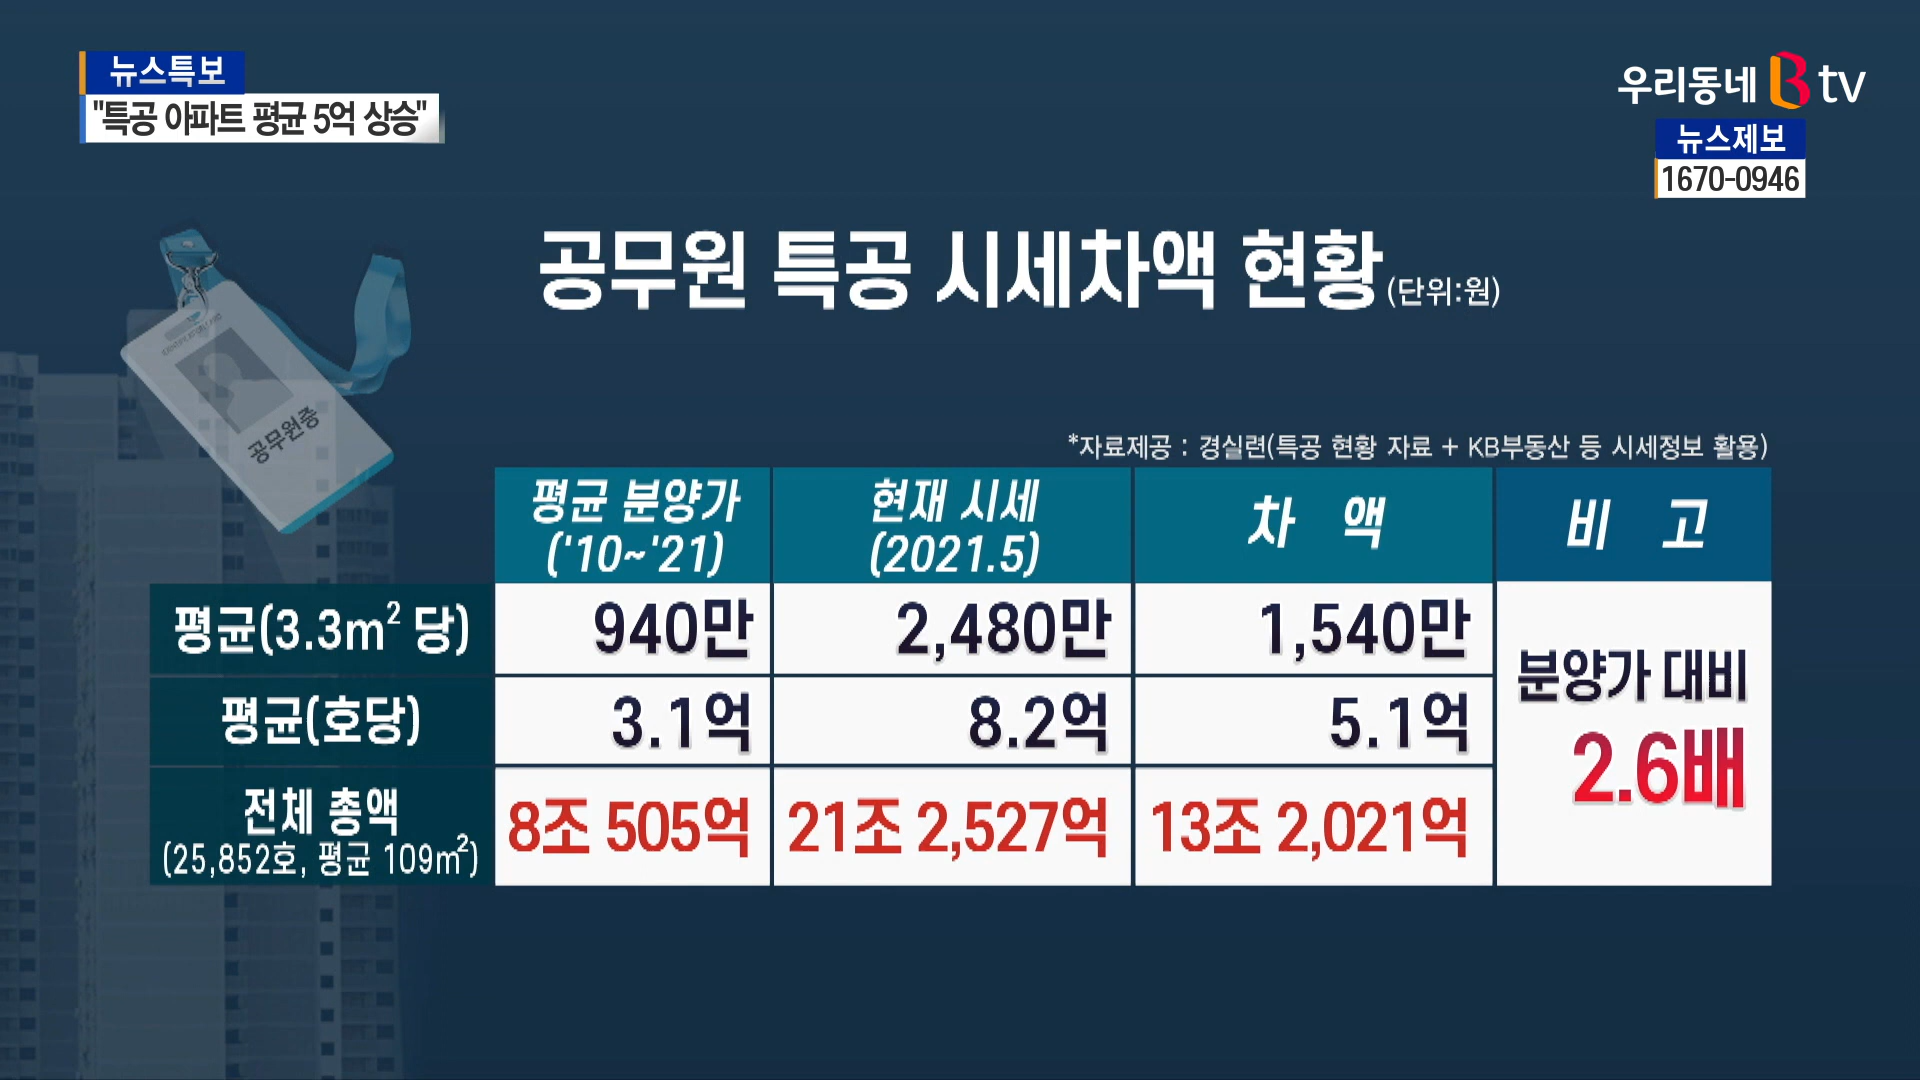 뉴스특보
"특공 아파트 평균 5억 상승"
우리동네 B tv
뉴스제보
1670-0946
공무원 특공 시세차액 현황(단위:원)
공무원증
*자료제공 : 경실련(특공 현황 자료 + KB부동산 등 시세정보 활용)
평균 분양가
('10~'21)
현재 시세
(2021.5)
차 액
비 고
평균(3.3m² 당) 940만 2,480만 1,540만
평균(호당) 3.1억 8.2억 5.1억
분양가 대비
2.6배
전체 총액
(25,852호, 평균 109㎡)
8조 505억 21조 2,527억 13조 2,021억